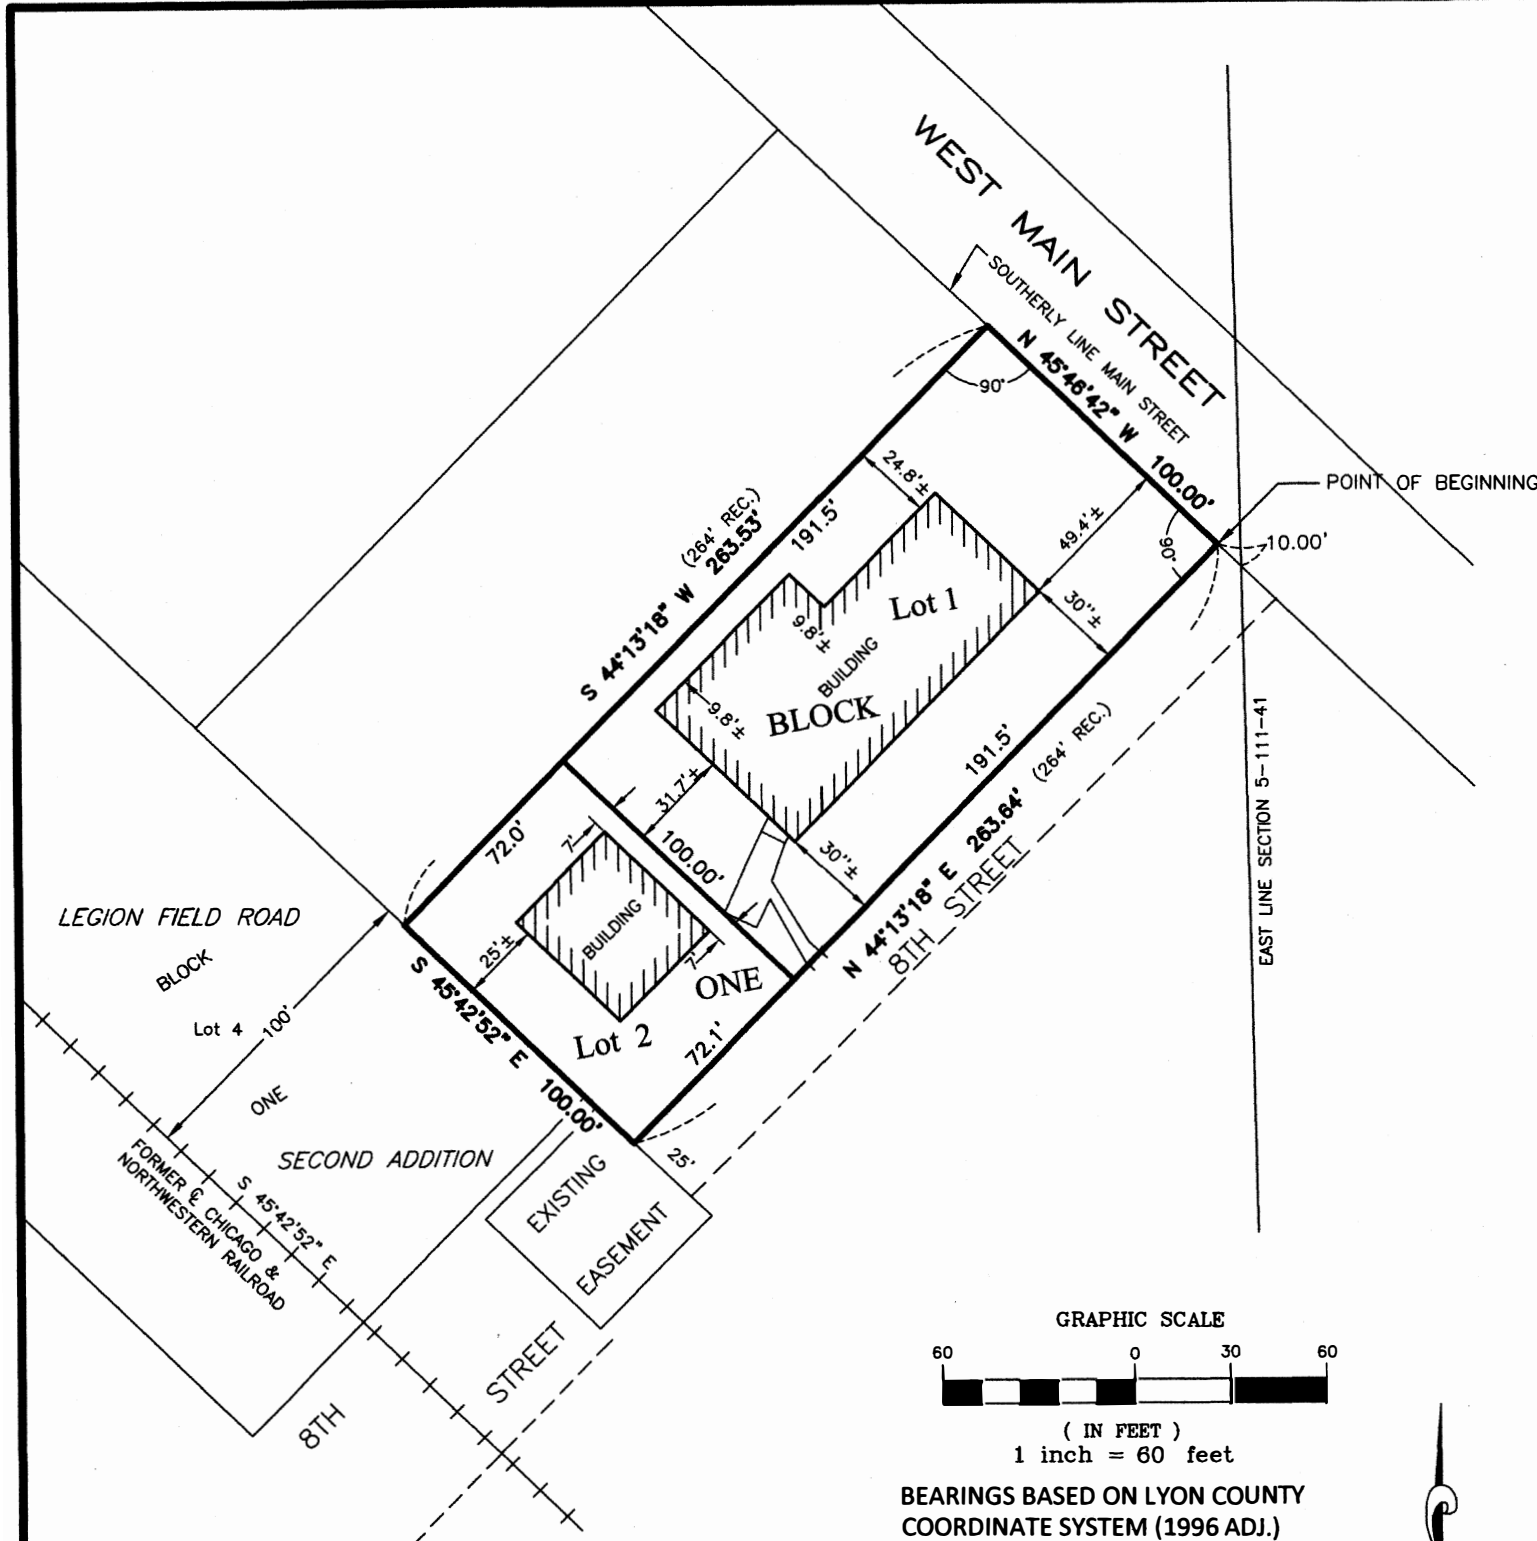 WEST MAIN STREET
SOUTHERLY LINE MAIN STREET
N 45°46'42" W 100.00'
90°
POINT OF BEGINNING
10.00'
90°
24.8'±
49.4'±
(264' REC.)
S 44°13'18" W 263.53'
191.5'
Lot 1
30''±
9.8'±
BUILDING
BLOCK
9.8'±
191.5'
(264' REC.)
N 44°13'18" E 263.64'
8TH STREET
EAST LINE SECTION 5-111-41
31.7'±
72.0'
7'
100.00'
30''±
BUILDING
25'±
7'
ONE
Lot 2
72.1'
LEGION FIELD ROAD
BLOCK
Lot 4
100'
ONE
SECOND ADDITION
S 45°42'52" E 100.00'
25'
EXISTING
EASEMENT
S 45°42'52" E
FORMER ℄ CHICAGO &
NORTHWESTERN RAILROAD
8TH STREET
GRAPHIC SCALE
60 0 30 60
( IN FEET )
1 inch = 60 feet
BEARINGS BASED ON LYON COUNTY
COORDINATE SYSTEM (1996 ADJ.)